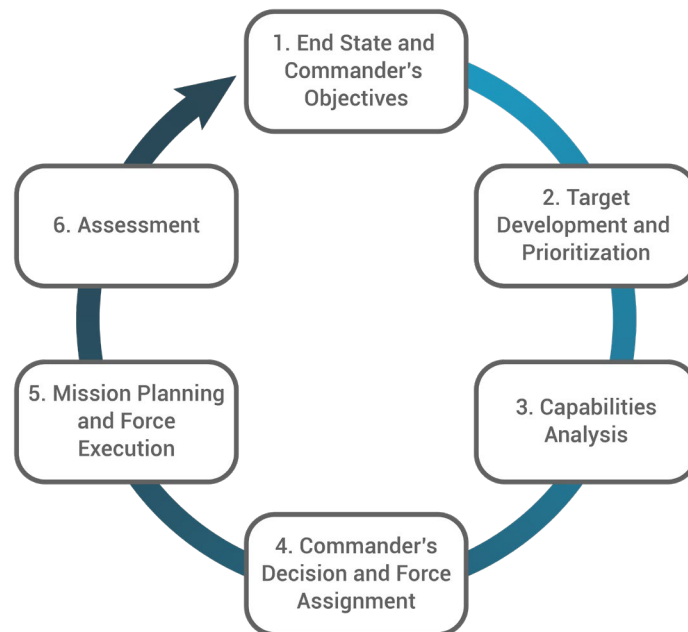 1. End State and
Commander's
Objectives
2. Target
Development and
Prioritization
3. Capabilities
Analysis
4. Commander's
Decision and Force
Assignment
5. Mission Planning
and Force
Execution
6. Assessment